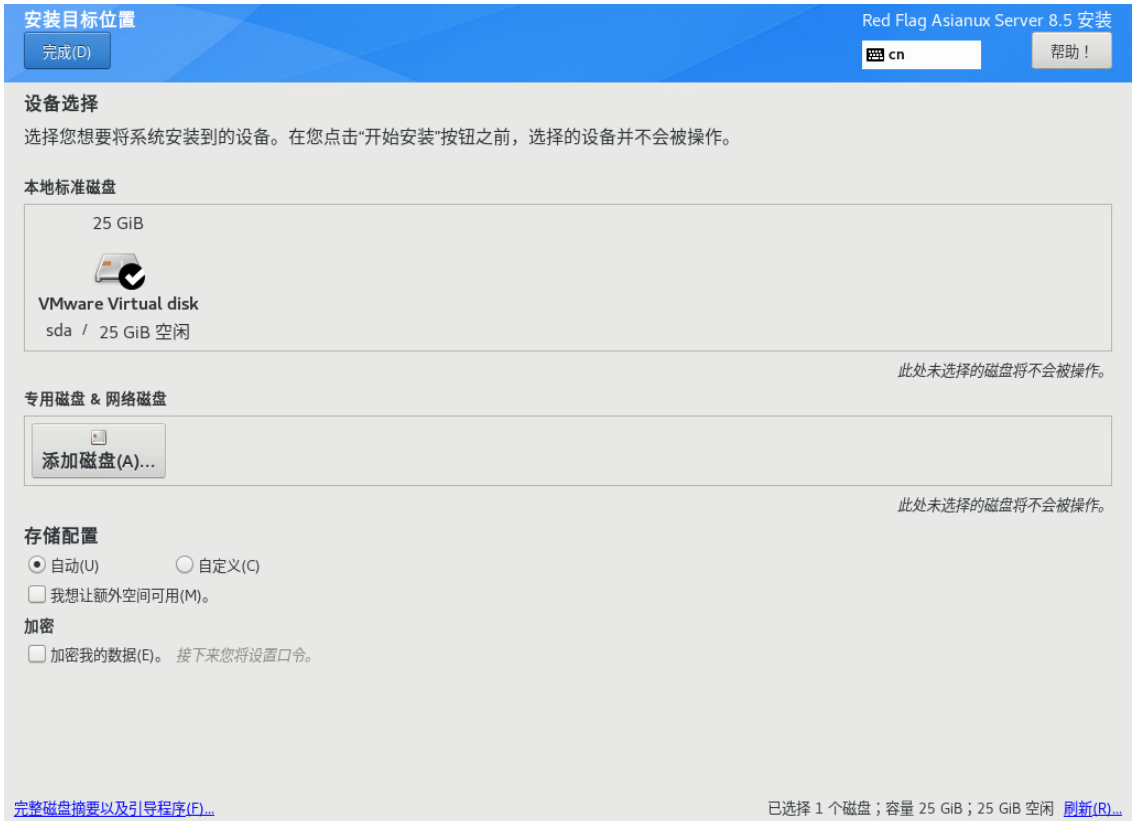 安装目标位置
Red Flag Asianux Server 8.5 安装
完成(D)
cn
帮助！
设备选择
选择您想要将系统安装到的设备。在您点击“开始安装”按钮之前，选择的设备并不会被操作。
本地标准磁盘
25 GiB
VMware Virtual disk
sda / 25 GiB 空闲
此处未选择的磁盘将不会被操作。
专用磁盘 & 网络磁盘
添加磁盘(A)...
此处未选择的磁盘将不会被操作。
存储配置
自动(U) 自定义(C)
我想让额外空间可用(M)。
加密
加密我的数据(E)。 接下来您将设置口令。
完整磁盘摘要以及引导程序(F)... 已选择 1 个磁盘；容量 25 GiB；25 GiB 空闲 刷新(R)...